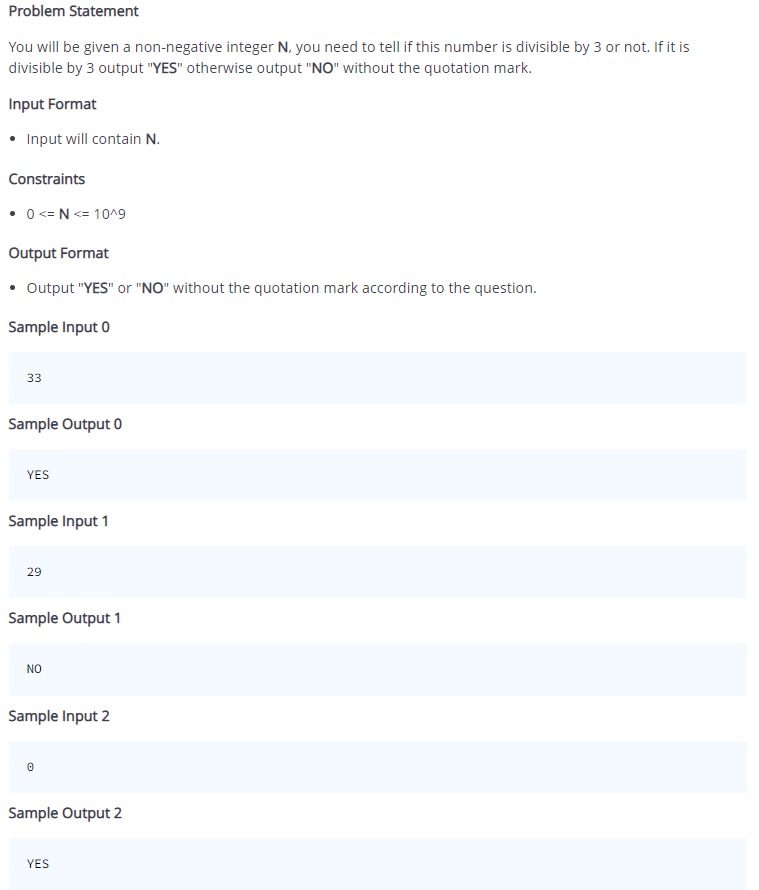 Problem Statement
You will be given a non-negative integer N, you need to tell if this number is divisible by 3 or not. If it is
divisible by 3 output "YES" otherwise output "NO" without the quotation mark.
Input Format
• Input will contain N.
Constraints
• 0 <= N <= 10^9
Output Format
• Output "YES" or "NO" without the quotation mark according to the question.
Sample Input 0
33
Sample Output 0
YES
Sample Input 1
29
Sample Output 1
NO
Sample Input 2
0
Sample Output 2
YES